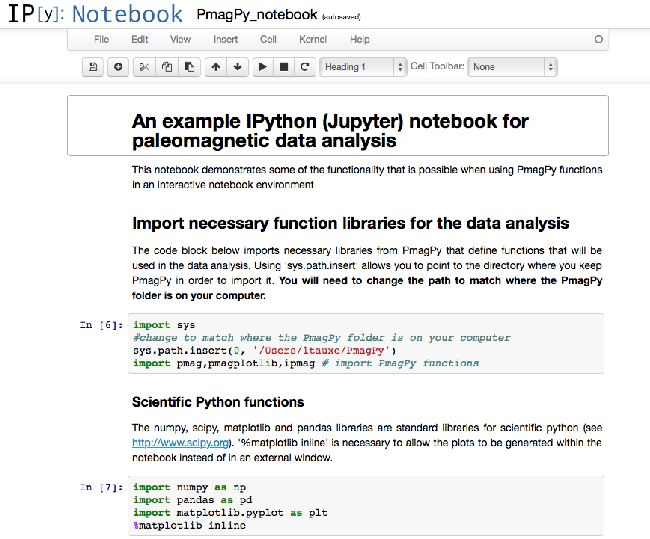 IP[y]: Notebook PmagPy_notebook (autosaved)
File Edit View Insert Cell Kernel Help
Heading 1 Cell Toolbar: None
An example IPython (Jupyter) notebook for
paleomagnetic data analysis
This notebook demonstrates some of the functionality that is possible when using PmagPy functions
in an interactive notebook environment
Import necessary function libraries for the data analysis
The code block below imports necessary libraries from PmagPy that define functions that will be
used in the data analysis. Using 'sys.path.insert' allows you to point to the directory where you keep
PmagPy in order to import it. You will need to change the path to match where the PmagPy
folder is on your computer.
In [6]: import sys
#change to match where the PmagPy folder is on your computer
sys.path.insert(0, '/Users/ltauxe/PmagPy')
import pmag,pmagplotlib,ipmag # import PmagPy functions
Scientific Python functions
The numpy, scipy, matplotlib and pandas libraries are standard libraries for scientific python (see
http://www.scipy.org). '%matplotlib inline' is necessary to allow the plots to be generated within the
notebook instead of in an external window.
In [7]: import numpy as np
import pandas as pd
import matplotlib.pyplot as plt
%matplotlib inline